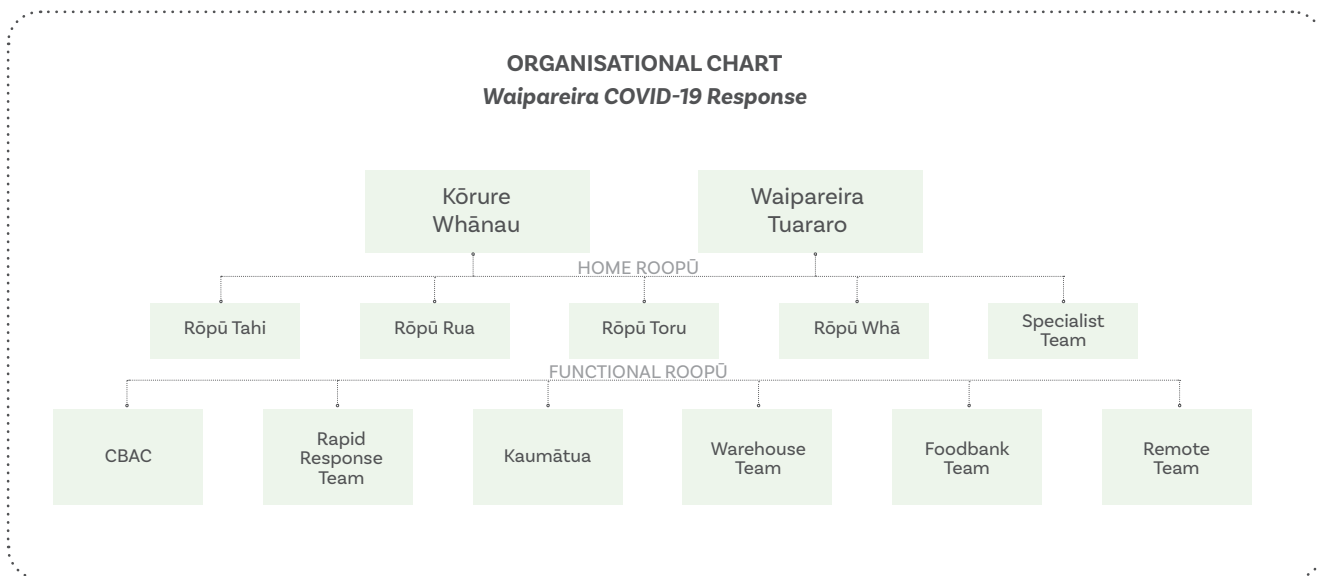 ORGANISATIONAL CHART
Waipareira COVID-19 Response
Kōrure
Whānau
Waipareira
Tuararo
HOME ROOPŪ
Rōpū Tahi
Rōpū Rua
Rōpū Toru
Rōpū Whā
Specialist
Team
FUNCTIONAL ROOPŪ
CBAC
Rapid
Response
Team
Kaumātua
Warehouse
Team
Foodbank
Team
Remote
Team